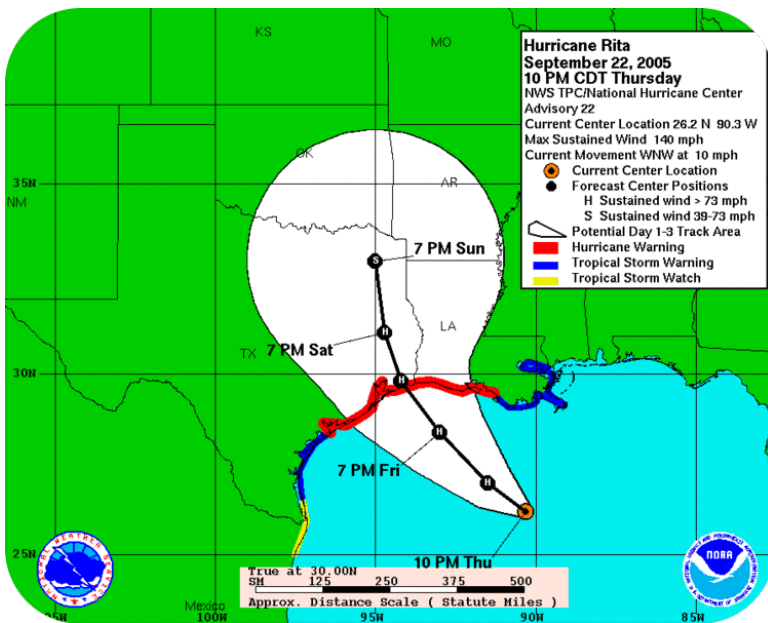 KS
MO
Hurricane Rita
September 22, 2005
10 PM CDT Thursday
NWS TPC/National Hurricane Center
Advisory 22
Current Center Location 26.2 N 90.3 W
Max Sustained Wind 140 mph
Current Movement WNW at 10 mph
Current Center Location
Forecast Center Positions
H Sustained wind > 73 mph
S Sustained wind 39-73 mph
Potential Day 1-3 Track Area
Hurricane Warning
Tropical Storm Warning
Tropical Storm Watch
OK
35N
AR
NM
7 PM Sun
S
H
LA
7 PM Sat
TX
30N
H
H
7 PM Fri
H
25N
10 PM Thu
NATIONAL WEATHER SERVICE
NOAA
True at 30.00N
SM 125 250 375 500
Approx. Distance Scale ( Statute Miles )
Mexico
100W
95W
90W
85W